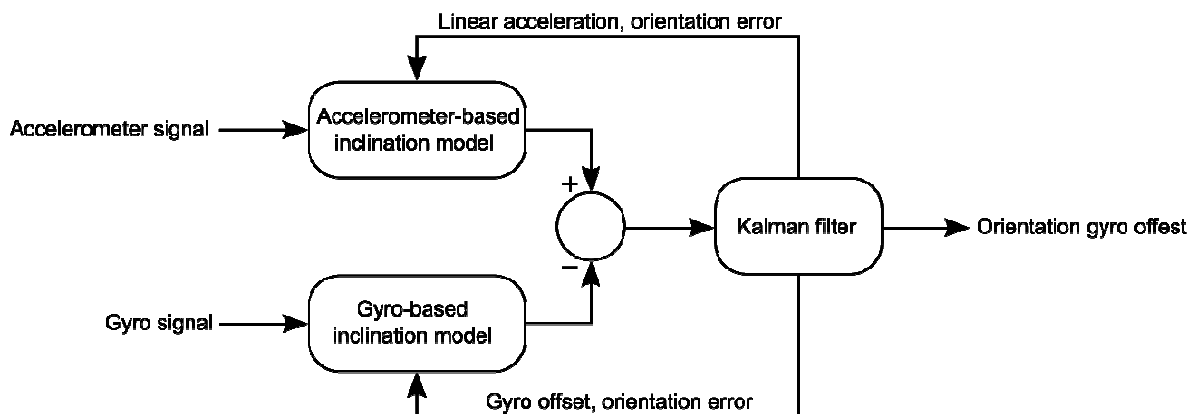 Linear acceleration, orientation error
Accelerometer signal
Accelerometer-based
inclination model
+
Kalman filter
Orientation gyro offest
−
Gyro signal
Gyro-based
inclination model
Gyro offset, orientation error